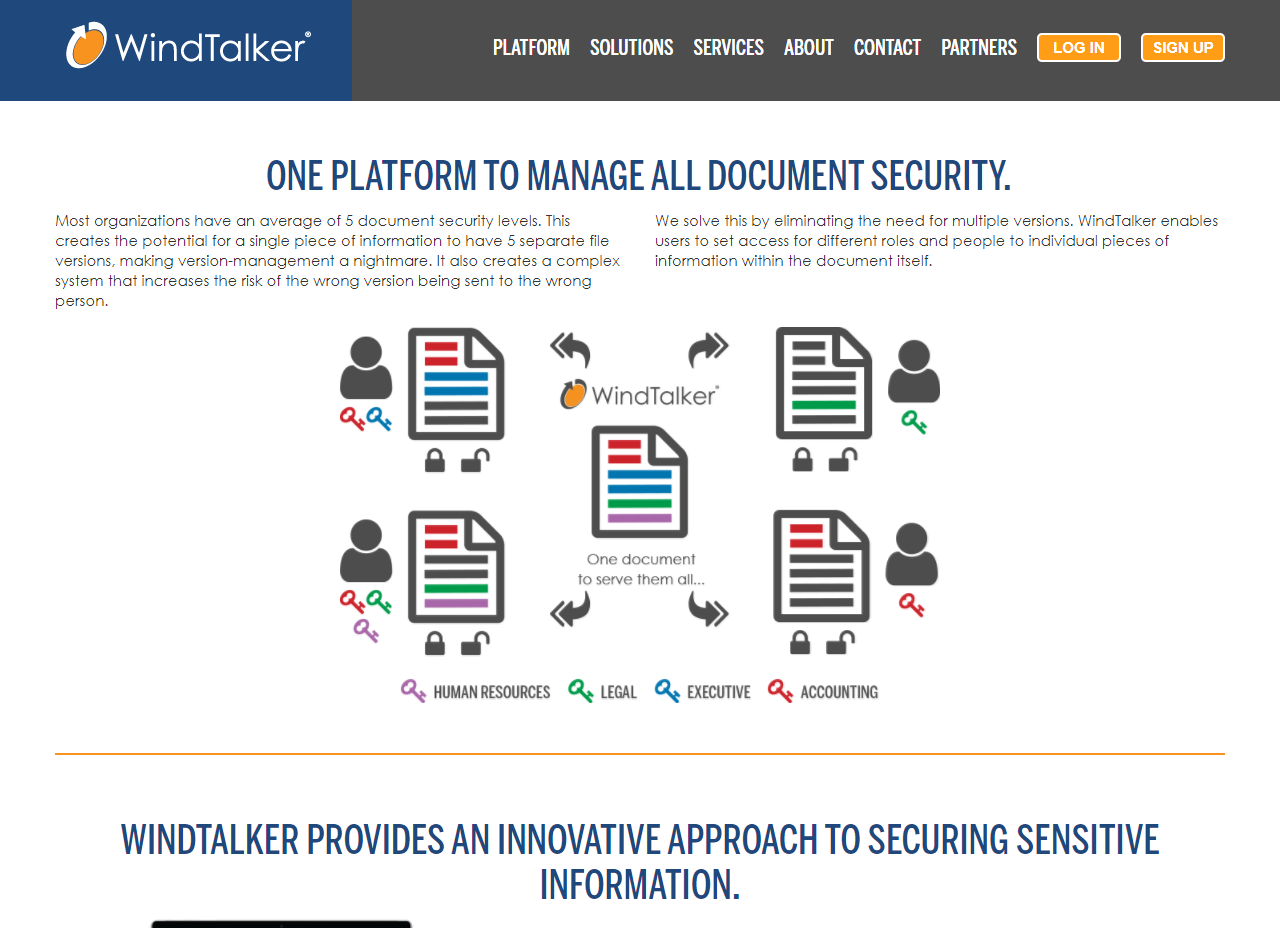 WindTalker®
PLATFORM SOLUTIONS SERVICES ABOUT CONTACT PARTNERS LOG IN SIGN UP
ONE PLATFORM TO MANAGE ALL DOCUMENT SECURITY.
Most organizations have an average of 5 document security levels. This
creates the potential for a single piece of information to have 5 separate file
versions, making version-management a nightmare. It also creates a complex
system that increases the risk of the wrong version being sent to the wrong
person.
We solve this by eliminating the need for multiple versions. WindTalker enables
users to set access for different roles and people to individual pieces of
information within the document itself.
WindTalker®
One document
to serve them all...
HUMAN RESOURCES LEGAL EXECUTIVE ACCOUNTING
WINDTALKER PROVIDES AN INNOVATIVE APPROACH TO SECURING SENSITIVE
INFORMATION.